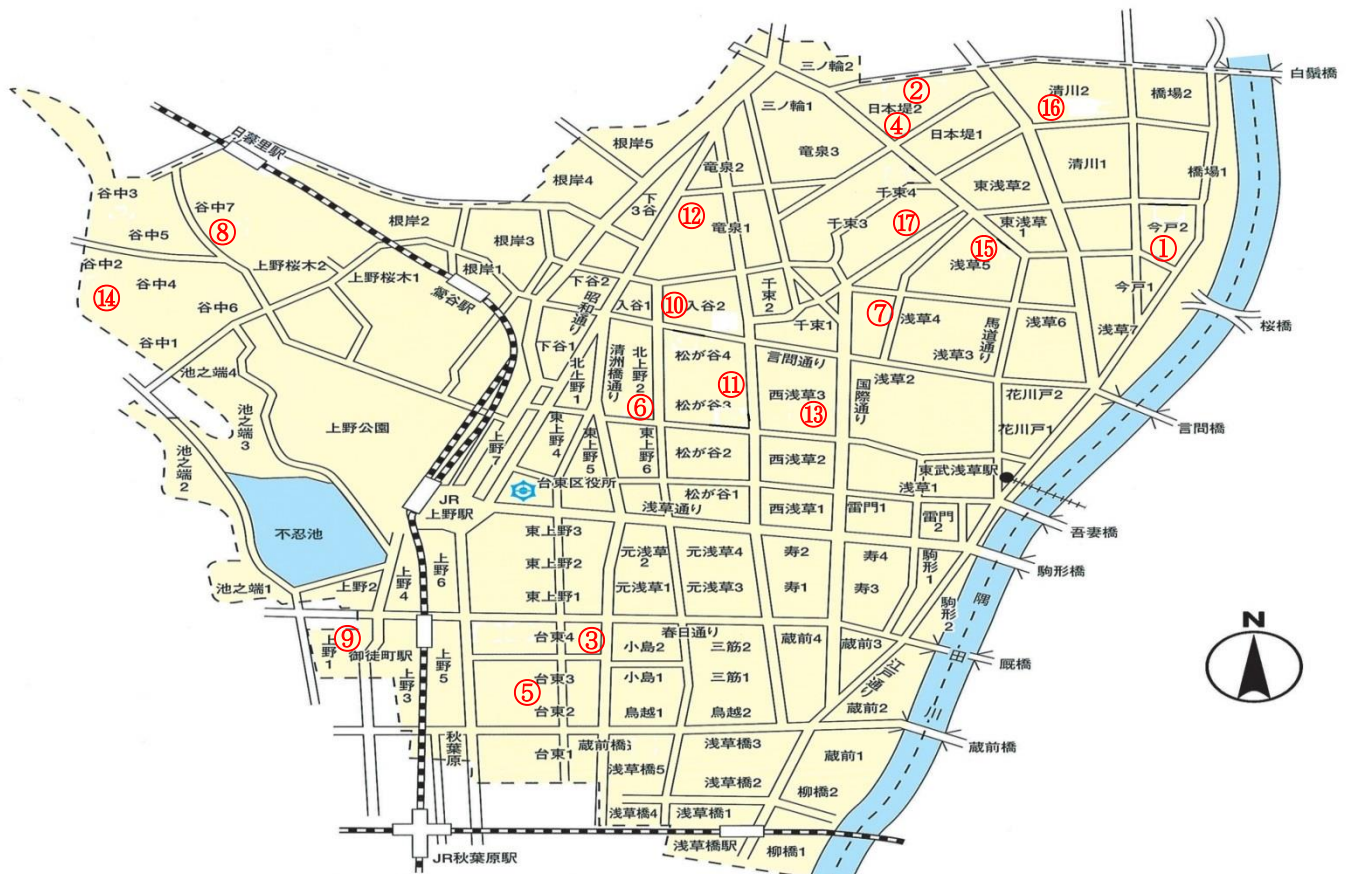 三ノ輪2
白鬚橋
②
清川2
⑯
橋場2
日本堤2
三ノ輪1
④
日本堤1
日暮里駅
根岸5
竜泉3
清川1
竜泉2
橋場1
根岸4
谷中3
千束4
東浅草2
下谷3
谷中7
⑫
⑰
根岸2
千束3
東浅草1
竜泉1
今戸2
⑧
谷中5
根岸3
⑮
①
谷中2
上野桜木2
浅草5
根岸1
上野桜木1
谷中4
下谷2
今戸1
⑭
鶯谷駅
昭和通り
入谷1
⑩
入谷2
千束2
谷中6
⑦
浅草4
浅草6
千束1
桜橋
浅草7
馬道通り
谷中1
下谷1
清洲橋通り
北上野2
松が谷4
言問通り
浅草3
池之端4
北上野1
⑪
国際通り
浅草2
西浅草3
花川戸2
⑥
松が谷3
⑬
池之端3
上野公園
上野7
東上野4
東上野5
東上野6
花川戸1
言問橋
池之端2
松が谷2
西浅草2
東武浅草駅
台東区役所
浅草1
JR
上野駅
松が谷1
浅草通り
西浅草1
雷門1
雷門2
不忍池
東上野3
吾妻橋
元浅草2
元浅草4
寿2
寿4
駒形1
上野6
東上野2
駒形橋
池之端1
上野2
上野4
東上野1
元浅草1
元浅草3
寿1
寿3
駒形2
隅田川
N
⑨
上野1
御徒町駅
台東4
③
春日通り
小島2
三筋2
蔵前4
蔵前3
上野5
厩橋
上野3
台東3
⑤
小島1
三筋1
江戸通り
台東2
鳥越1
鳥越2
蔵前2
秋葉原
台東1
蔵前橋
浅草橋3
蔵前橋
浅草橋5
蔵前1
浅草橋2
柳橋2
浅草橋4
浅草橋1
浅草橋駅
柳橋1
JR秋葉原駅